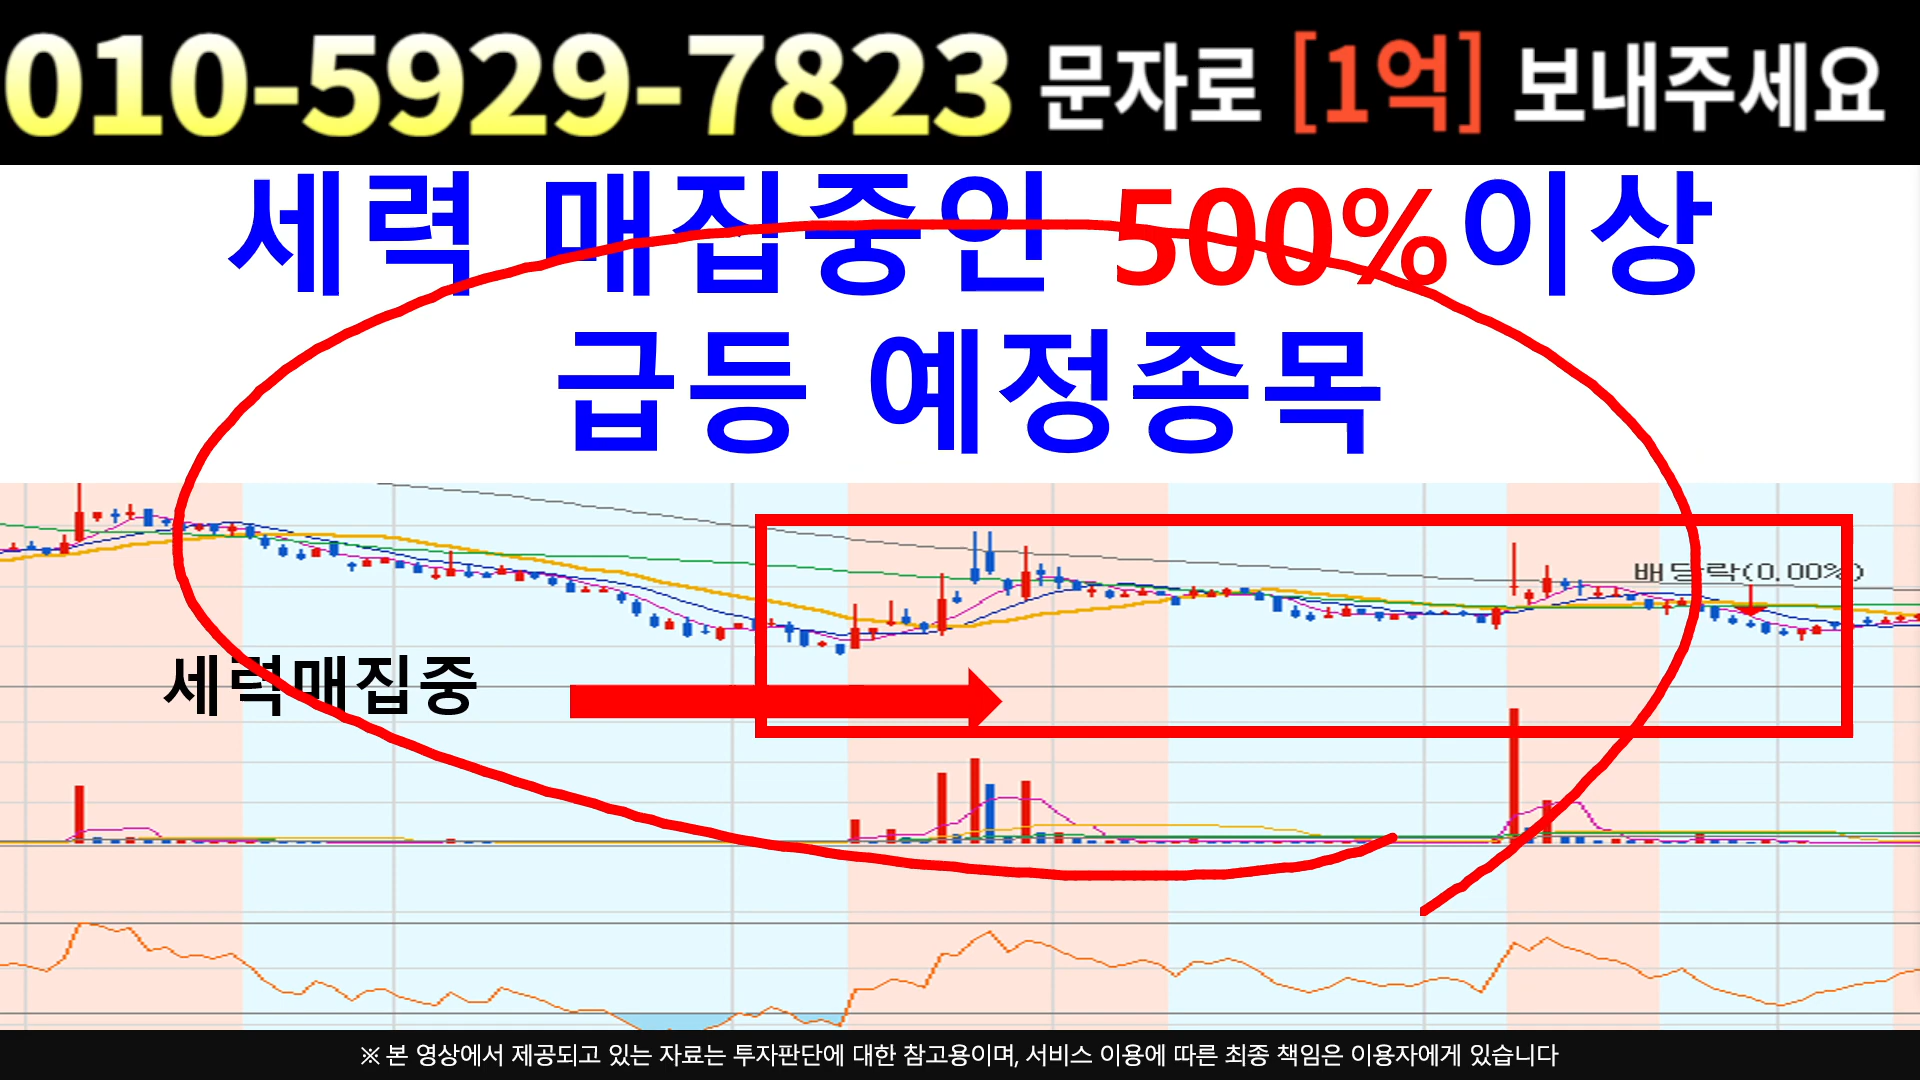 010-5929-7823 문자로 [1억] 보내주세요
세력 매집중인 500%이상
급등 예정종목
배당락(0.00%)
세력매집중
※ 본 영상에서 제공되고 있는 자료는 투자판단에 대한 참고용이며, 서비스 이용에 따른 최종 책임은 이용자에게 있습니다